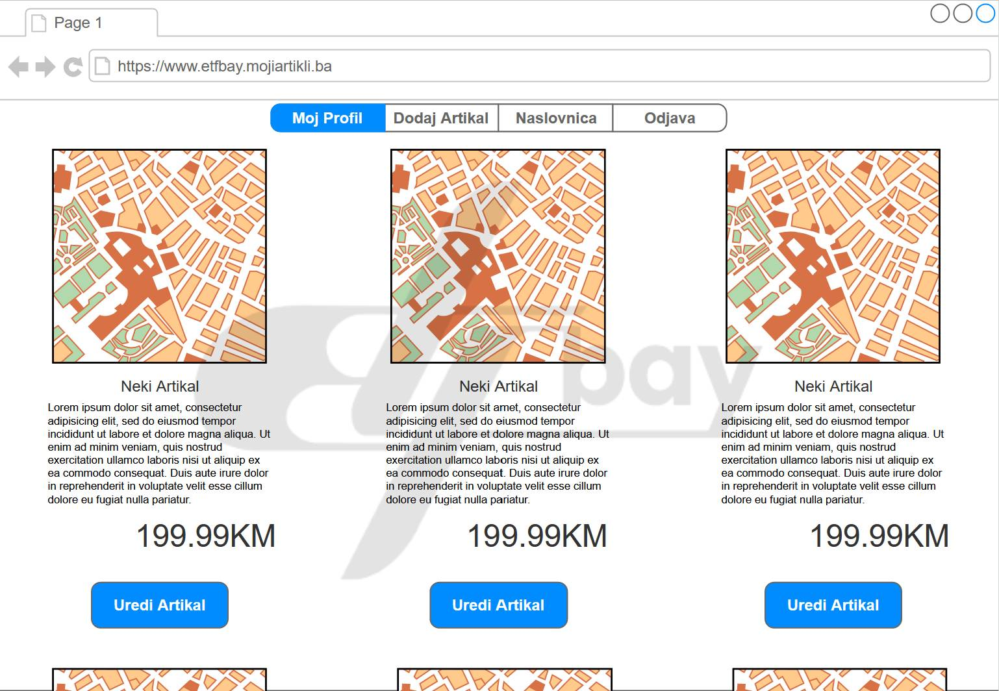 Page 1
https://www.etfbay.mojiartikli.ba
Moj Profil Dodaj Artikal Naslovnica Odjava
Neki Artikal
Lorem ipsum dolor sit amet, consectetur
adipisicing elit, sed do eiusmod tempor
incididunt ut labore et dolore magna aliqua. Ut
enim ad minim veniam, quis nostrud
exercitation ullamco laboris nisi ut aliquip ex
ea commodo consequat. Duis aute irure dolor
in reprehenderit in voluptate velit esse cillum
dolore eu fugiat nulla pariatur.
199.99KM
Uredi Artikal
Neki Artikal
Lorem ipsum dolor sit amet, consectetur
adipisicing elit, sed do eiusmod tempor
incididunt ut labore et dolore magna aliqua. Ut
enim ad minim veniam, quis nostrud
exercitation ullamco laboris nisi ut aliquip ex
ea commodo consequat. Duis aute irure dolor
in reprehenderit in voluptate velit esse cillum
dolore eu fugiat nulla pariatur.
199.99KM
Uredi Artikal
Neki Artikal
Lorem ipsum dolor sit amet, consectetur
adipisicing elit, sed do eiusmod tempor
incididunt ut labore et dolore magna aliqua. Ut
enim ad minim veniam, quis nostrud
exercitation ullamco laboris nisi ut aliquip ex
ea commodo consequat. Duis aute irure dolor
in reprehenderit in voluptate velit esse cillum
dolore eu fugiat nulla pariatur.
199.99KM
Uredi Artikal
etf bay